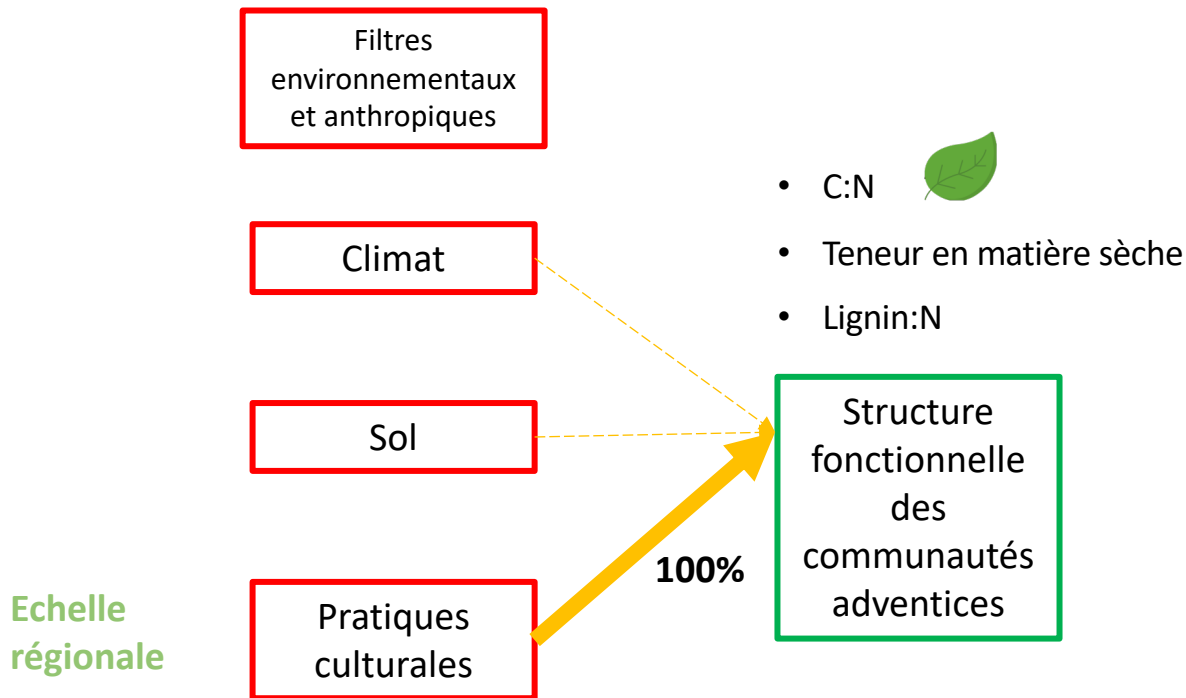 Filtres
environnementaux
et anthropiques
• C:N
Climat
• Teneur en matière sèche
• Lignin:N
Sol
Structure
fonctionnelle
des
communautés
adventices
100%
Echelle
régionale
Pratiques
culturales